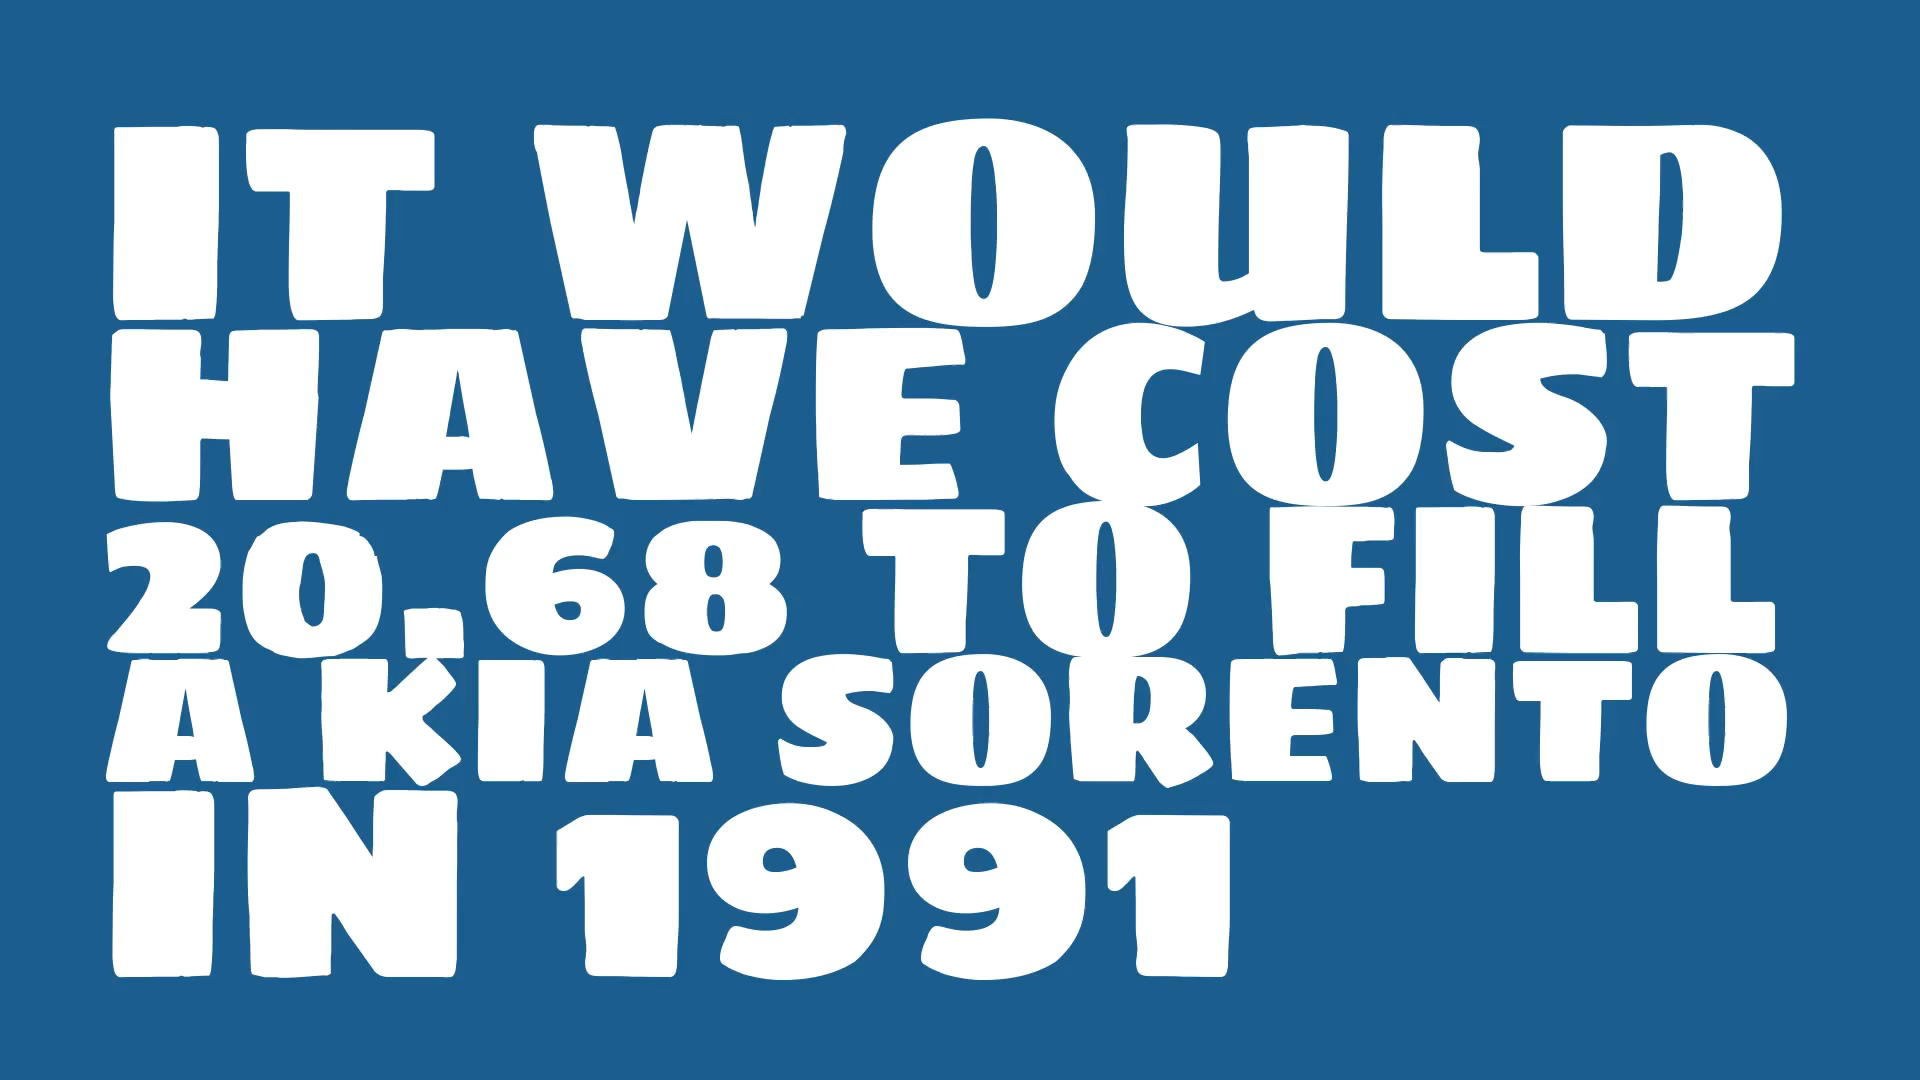 IT WOULD
HAVE COST
20.68 TO FILL
A KIA SORENTO
IN 1991